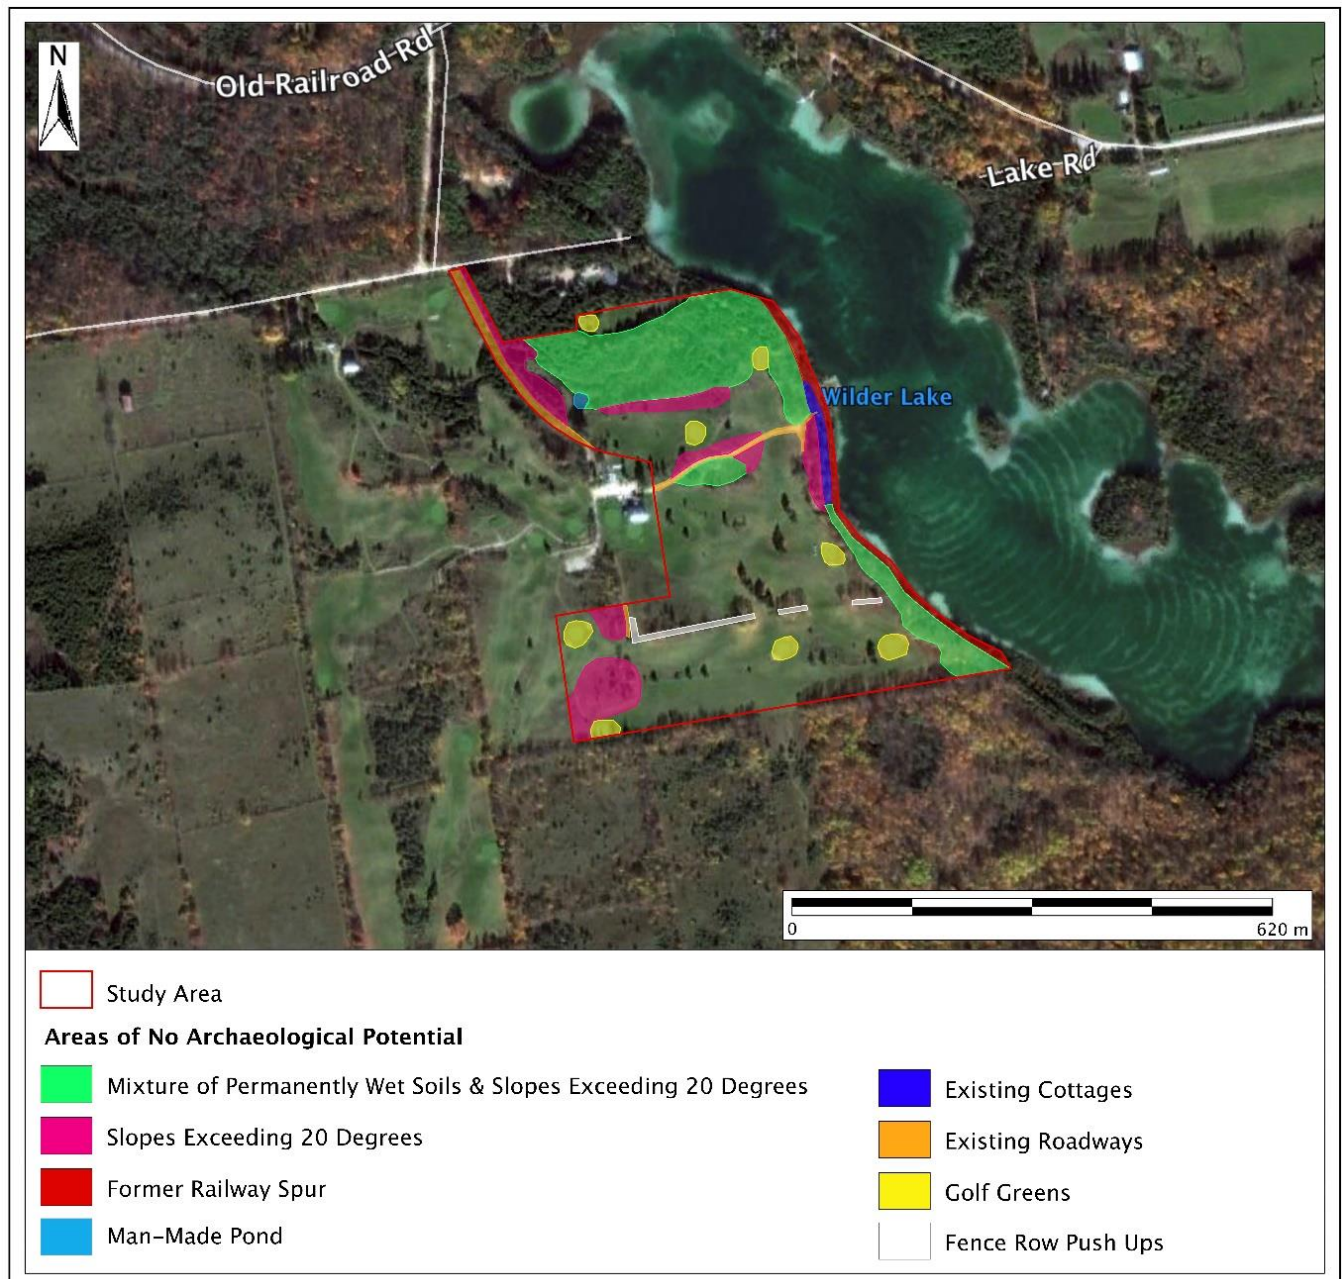 N
Old Railroad Rd
Lake Rd
Wilder Lake
0 620 m
Study Area
Areas of No Archaeological Potential
Mixture of Permanently Wet Soils & Slopes Exceeding 20 Degrees
Slopes Exceeding 20 Degrees
Former Railway Spur
Man-Made Pond
Existing Cottages
Existing Roadways
Golf Greens
Fence Row Push Ups